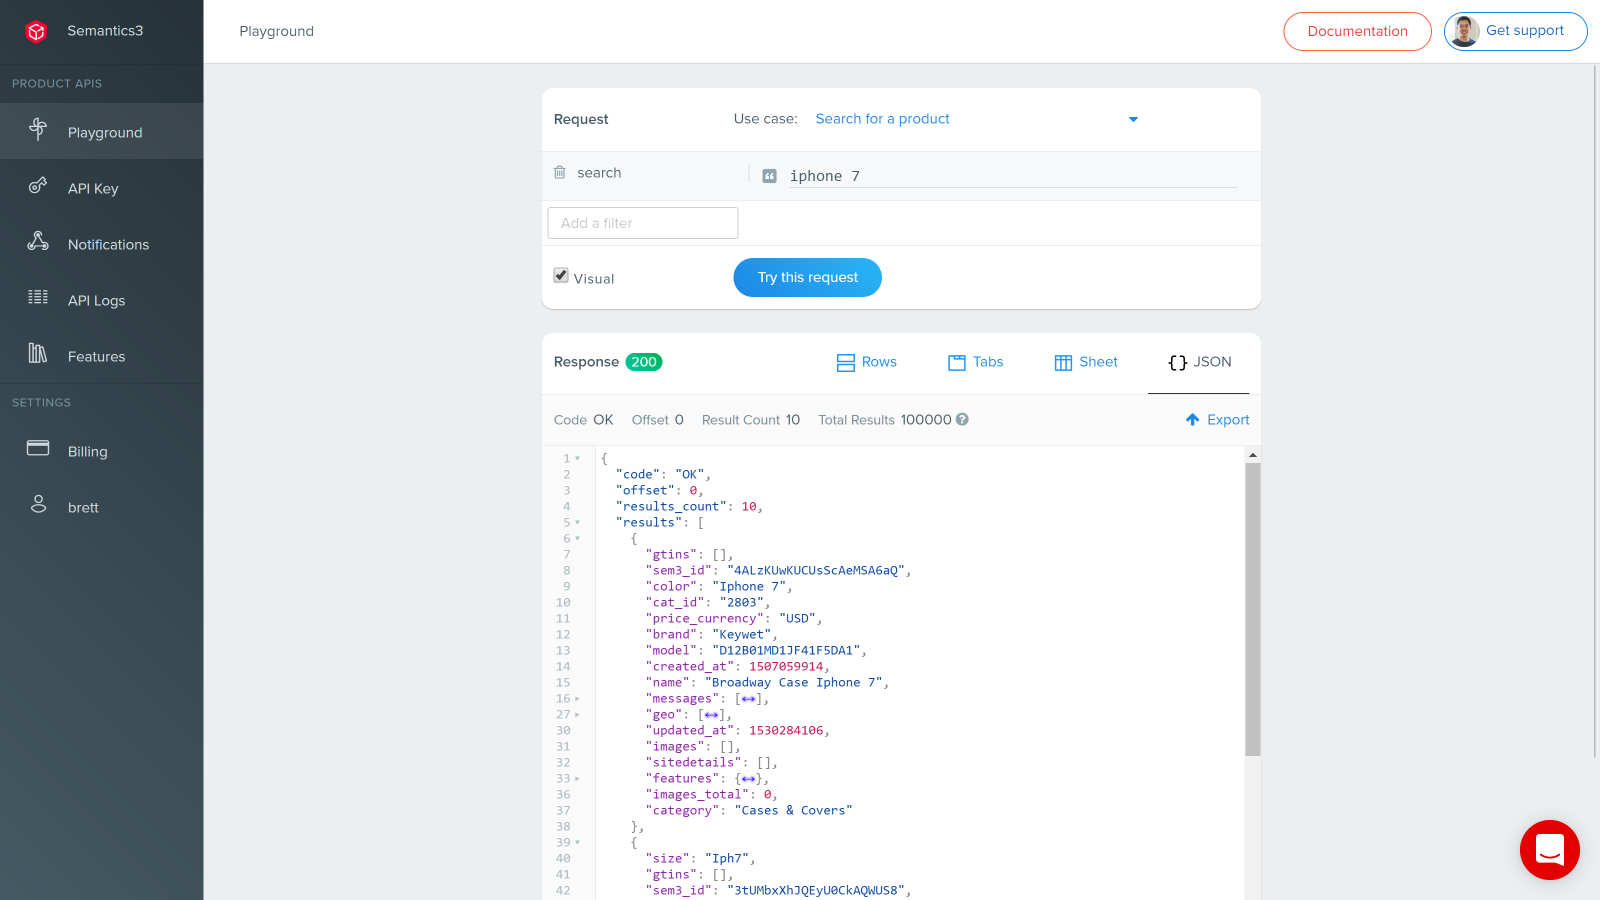 Semantics3
Playground
Documentation
Get support
PRODUCT APIS
Playground
API Key
Notifications
API Logs
Features
SETTINGS
Billing
brett
Request
Use case: Search for a product
search
iphone 7
Add a filter
Visual
Try this request
Response 200
Rows
Tabs
Sheet
{} JSON
Code OK Offset 0 Result Count 10 Total Results 100000 ?
Export
1 {
2 "code": "OK",
3 "offset": 0,
4 "results_count": 10,
5 "results": [
6 {
7 "gtins": [],
8 "sem3_id": "4ALzKUwKUCUsScAeMSA6aQ",
9 "color": "Iphone 7",
10 "cat_id": "2803",
11 "price_currency": "USD",
12 "brand": "Keywet",
13 "model": "D12B01MD1JF41F5DA1",
14 "created_at": 1507059914,
15 "name": "Broadway Case Iphone 7",
16 "messages": [↔],
27 "geo": [↔],
30 "updated_at": 1530284106,
31 "images": [],
32 "sitedetails": [],
33 "features": {↔},
36 "images_total": 0,
37 "category": "Cases & Covers"
38 },
39 {
40 "size": "Iph7",
41 "gtins": [],
42 "sem3_id": "3tUMbxXhJQEyU0CkAQWUS8",